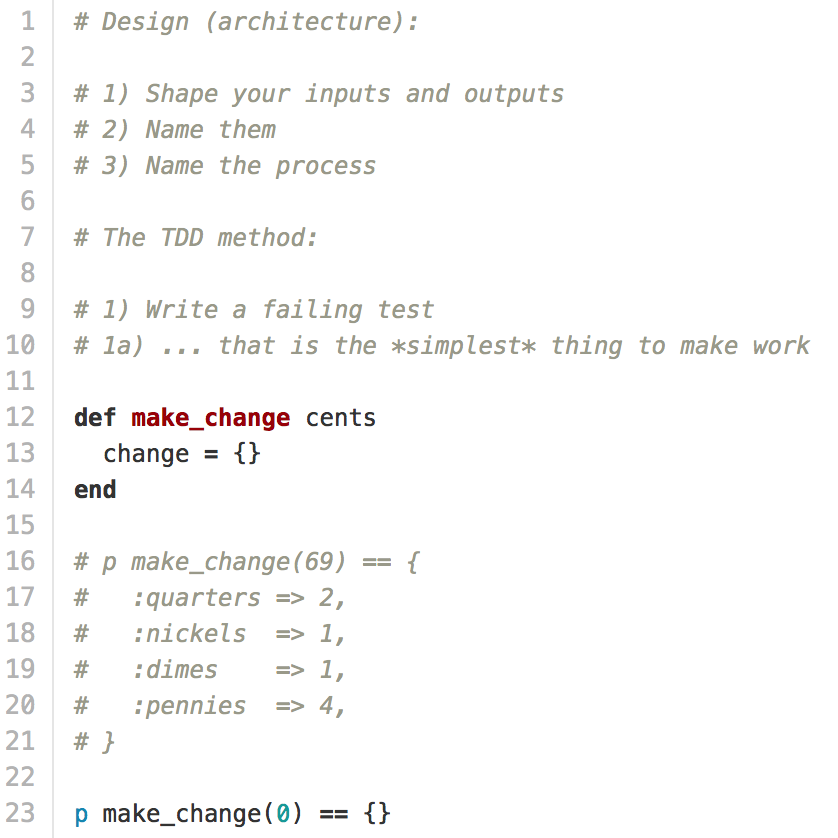 1 # Design (architecture):
2
3 # 1) Shape your inputs and outputs
4 # 2) Name them
5 # 3) Name the process
6
7 # The TDD method:
8
9 # 1) Write a failing test
10 # 1a) ... that is the *simplest* thing to make work
11
12 def make_change cents
13   change = {}
14 end
15
16 # p make_change(69) == {
17 #   :quarters => 2,
18 #   :nickels  => 1,
19 #   :dimes    => 1,
20 #   :pennies  => 4,
21 # }
22
23 p make_change(0) == {}